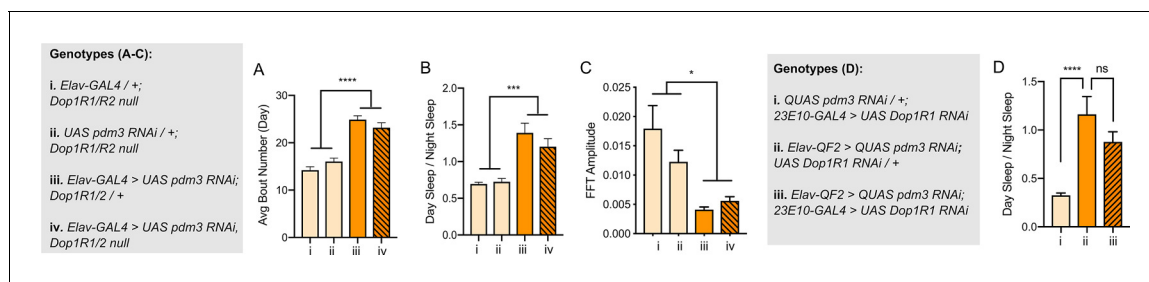 Genotypes (A-C):
i. Elav-GAL4 / +;
Dop1R1/R2 null
ii. UAS pdm3 RNAi / +;
Dop1R1/R2 null
iii. Elav-GAL4 > UAS pdm3 RNAi;
Dop1R1/2 / +
iv. Elav-GAL4 > UAS pdm3 RNAi,
Dop1R1/2 null
A
Avg Bout Number (Day)
30
20
10
0
****
i ii iii iv
B
Day Sleep / Night Sleep
2.0
1.5
1.0
0.5
0.0
***
i ii iii iv
C
FFT Amplitude
0.025
0.020
0.015
0.010
0.005
0.000
*
i ii iii iv
Genotypes (D):
i. QUAS pdm3 RNAi / +;
23E10-GAL4 > UAS Dop1R1 RNAi
ii. Elav-QF2 > QUAS pdm3 RNAi;
UAS Dop1R1 RNAi / +
iii. Elav-QF2 > QUAS pdm3 RNAi;
23E10-GAL4 > UAS Dop1R1 RNAi
D
Day Sleep / Night Sleep
1.5
1.0
0.5
0.0
**** ns
i ii iii